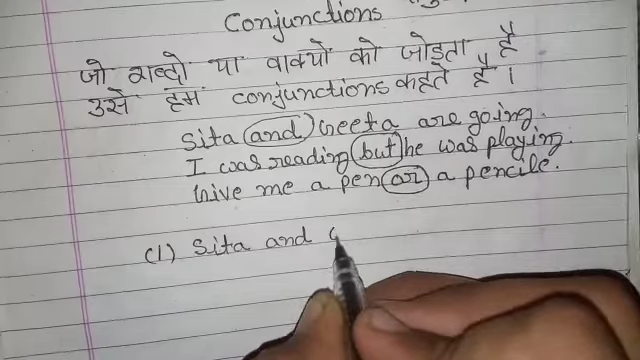 Conjunctions
जो शब्दो या वाक्यो को जोड़ता है
उसे हम conjunctions कहते है।
Sita and Geeta are going.
I was reading but he was playing.
Give me a pen or a pencile.
(1) Sita and